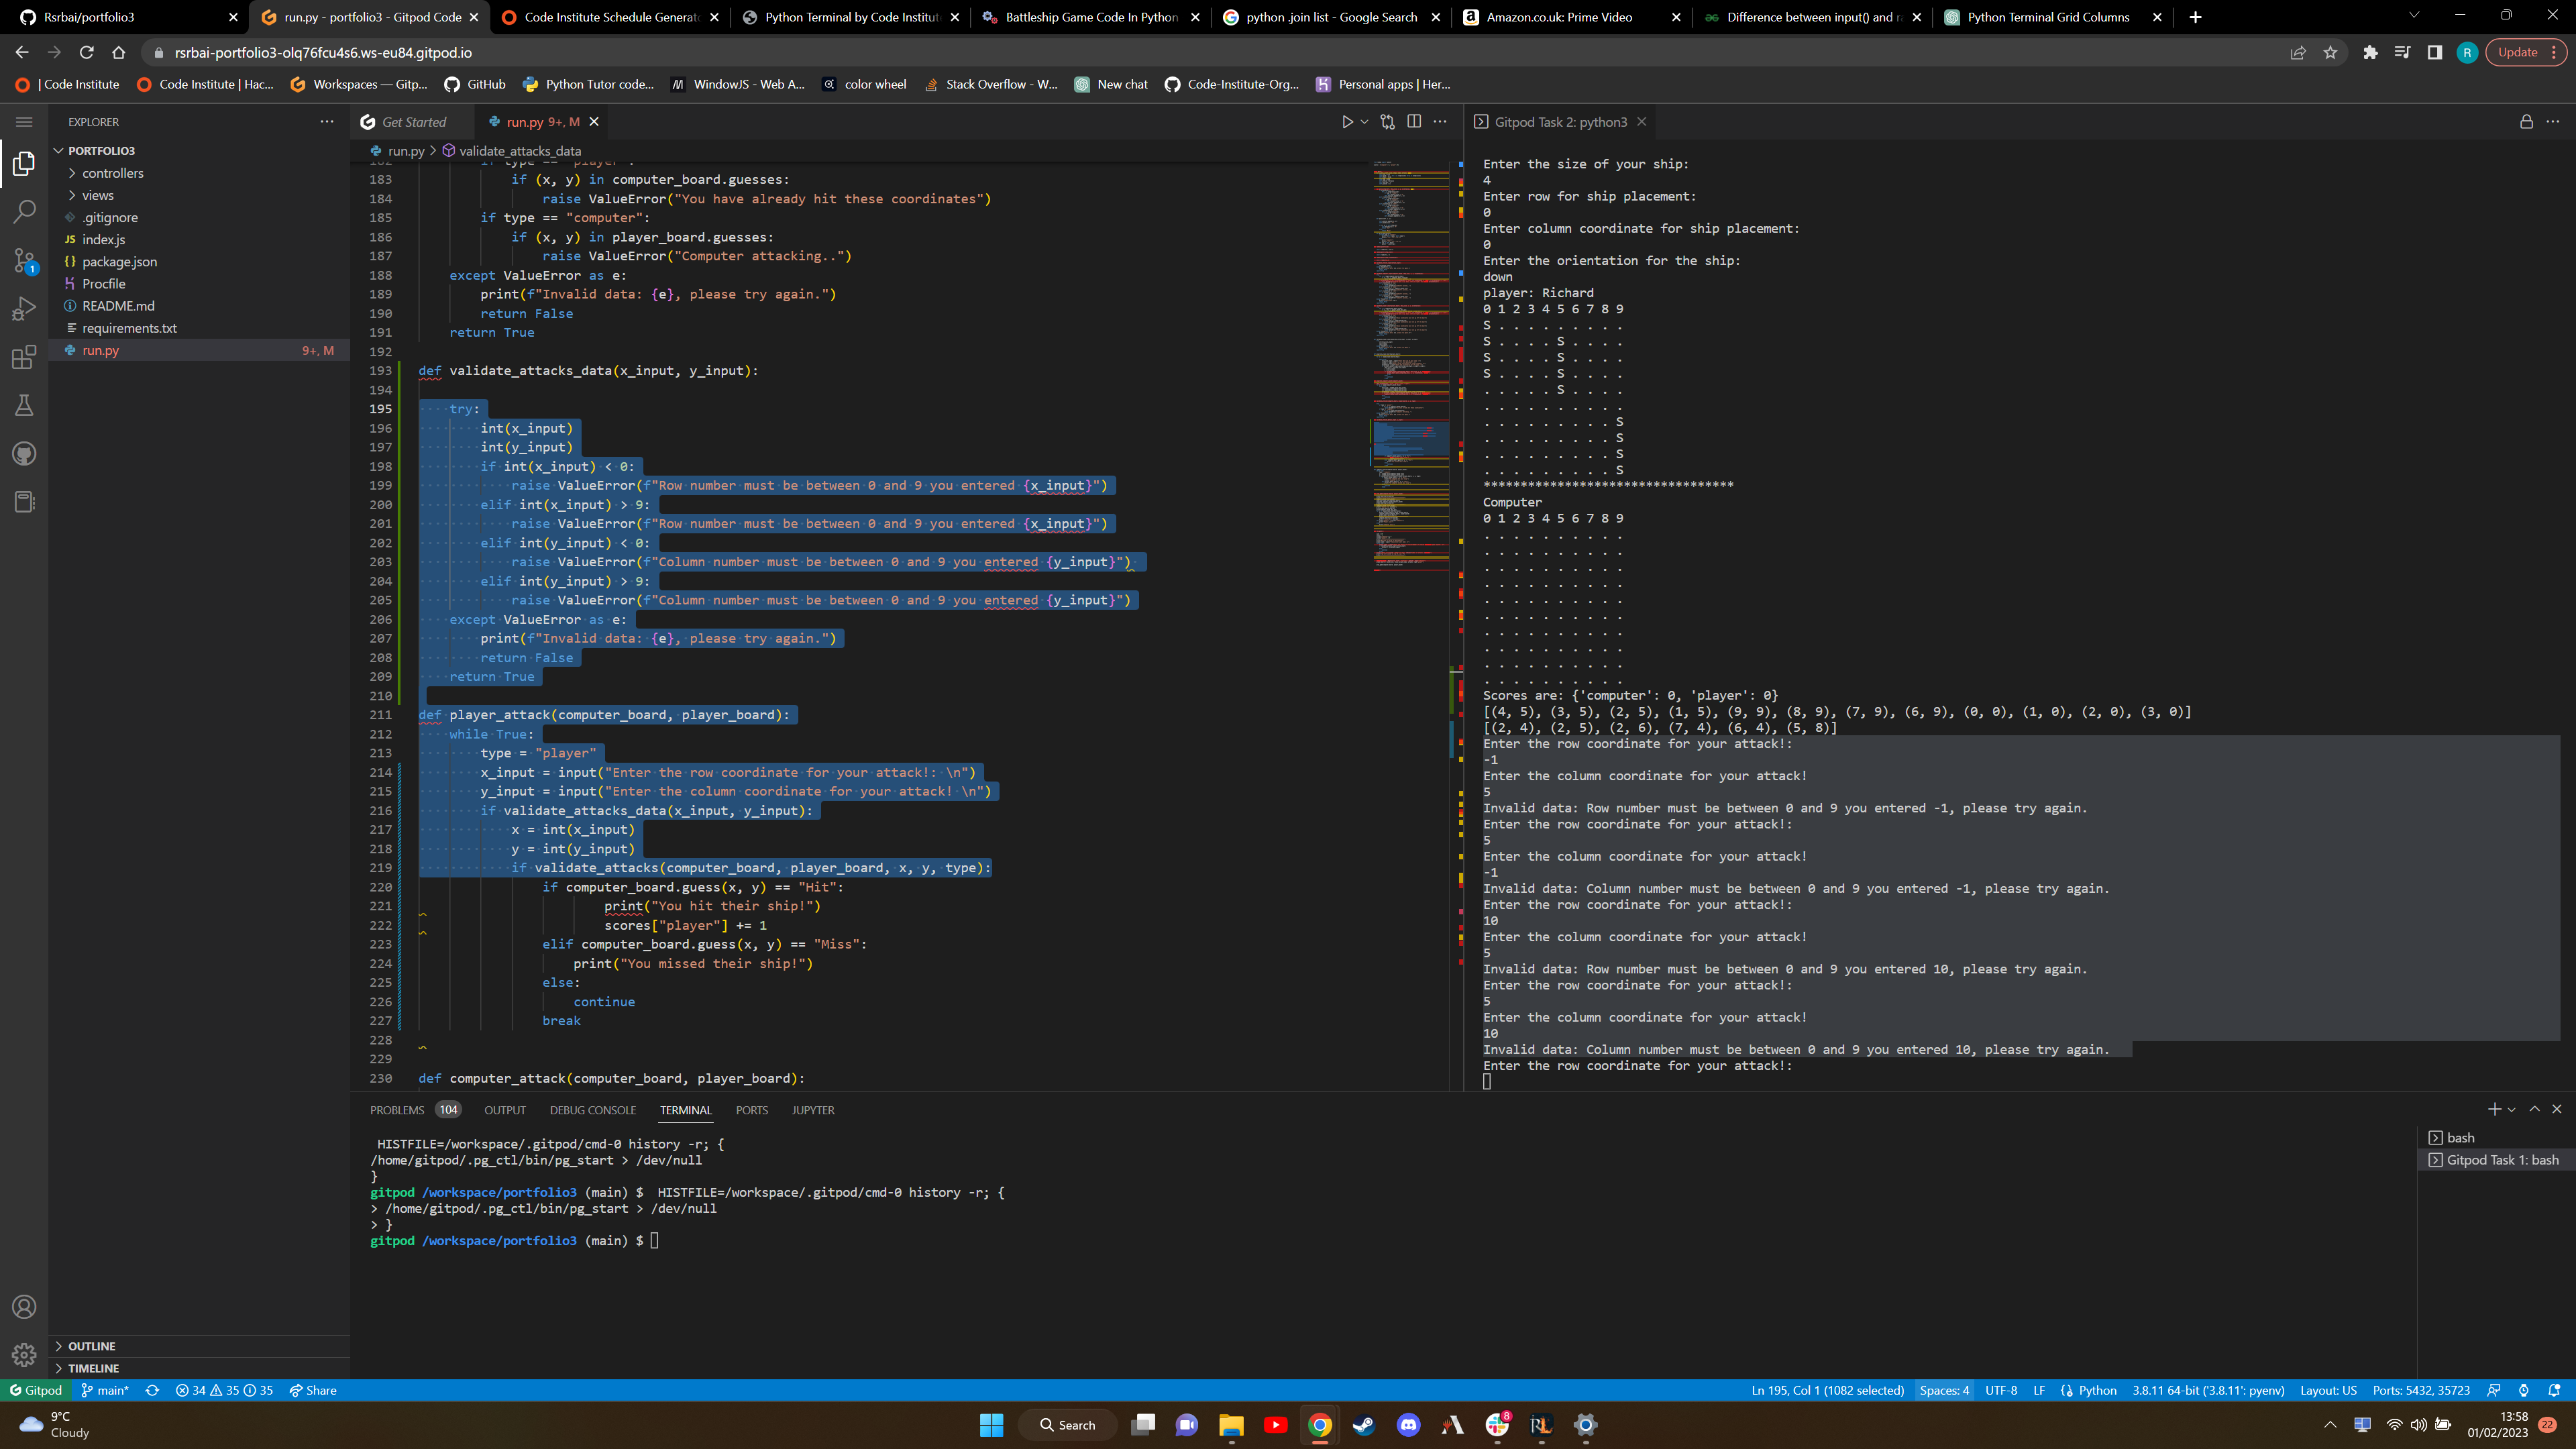 Rsrbai/portfolio3
run.py - portfolio3 - Gitpod Code
Code Institute Schedule Generat
Python Terminal by Code Institut
Battleship Game Code In Python
python .join list - Google Search
Amazon.co.uk: Prime Video
Difference between input() and ra
Python Terminal Grid Columns
rsrbai-portfolio3-olq76fcu4s6.ws-eu84.gitpod.io
R
Update
| Code Institute
Code Institute | Hac...
Workspaces — Gitp...
GitHub
Python Tutor code...
WindowJS - Web A...
color wheel
Stack Overflow - W...
New chat
Code-Institute-Org...
Personal apps | Her...
EXPLORER
PORTFOLIO3
controllers
views
.gitignore
JS index.js
{} package.json
Procfile
README.md
requirements.txt
run.py 9+, M
OUTLINE
TIMELINE
Get Started
run.py 9+, M
run.py > validate_attacks_data
182 if type == "player":
183 if (x, y) in computer_board.guesses:
184 raise ValueError("You have already hit these coordinates")
185 if type == "computer":
186 if (x, y) in player_board.guesses:
187 raise ValueError("Computer attacking..")
188 except ValueError as e:
189 print(f"Invalid data: {e}, please try again.")
190 return False
191 return True
192
193 def validate_attacks_data(x_input, y_input):
194
195 try:
196 int(x_input)
197 int(y_input)
198 if int(x_input) < 0:
199 raise ValueError(f"Row number must be between 0 and 9 you entered {x_input}")
200 elif int(x_input) > 9:
201 raise ValueError(f"Row number must be between 0 and 9 you entered {x_input}")
202 elif int(y_input) < 0:
203 raise ValueError(f"Column number must be between 0 and 9 you entered {y_input}")
204 elif int(y_input) > 9:
205 raise ValueError(f"Column number must be between 0 and 9 you entered {y_input}")
206 except ValueError as e:
207 print(f"Invalid data: {e}, please try again.")
208 return False
209 return True
210
211 def player_attack(computer_board, player_board):
212 while True:
213 type = "player"
214 x_input = input("Enter the row coordinate for your attack!: \n")
215 y_input = input("Enter the column coordinate for your attack! \n")
216 if validate_attacks_data(x_input, y_input):
217 x = int(x_input)
218 y = int(y_input)
219 if validate_attacks(computer_board, player_board, x, y, type):
220 if computer_board.guess(x, y) == "Hit":
221 print("You hit their ship!")
222 scores["player"] += 1
223 elif computer_board.guess(x, y) == "Miss":
224 print("You missed their ship!")
225 else:
226 continue
227 break
228
229
230 def computer_attack(computer_board, player_board):
Gitpod Task 2: python3
Enter the size of your ship:
4
Enter row for ship placement:
0
Enter column coordinate for ship placement:
0
Enter the orientation for the ship:
down
player: Richard
0 1 2 3 4 5 6 7 8 9
S . . . . . . . . .
S . . . . S . . . .
S . . . . S . . . .
S . . . . S . . . .
. . . . . S . . . .
. . . . . . . . . .
. . . . . . . . . S
. . . . . . . . . S
. . . . . . . . . S
. . . . . . . . . S
**********************************
Computer
0 1 2 3 4 5 6 7 8 9
. . . . . . . . . .
. . . . . . . . . .
. . . . . . . . . .
. . . . . . . . . .
. . . . . . . . . .
. . . . . . . . . .
. . . . . . . . . .
. . . . . . . . . .
. . . . . . . . . .
. . . . . . . . . .
Scores are: {'computer': 0, 'player': 0}
[(4, 5), (3, 5), (2, 5), (1, 5), (9, 9), (8, 9), (7, 9), (6, 9), (0, 0), (1, 0), (2, 0), (3, 0)]
[(2, 4), (2, 5), (2, 6), (7, 4), (6, 4), (5, 8)]
Enter the row coordinate for your attack!:
-1
Enter the column coordinate for your attack!
5
Invalid data: Row number must be between 0 and 9 you entered -1, please try again.
Enter the row coordinate for your attack!:
5
Enter the column coordinate for your attack!
-1
Invalid data: Column number must be between 0 and 9 you entered -1, please try again.
Enter the row coordinate for your attack!:
10
Enter the column coordinate for your attack!
5
Invalid data: Row number must be between 0 and 9 you entered 10, please try again.
Enter the row coordinate for your attack!:
5
Enter the column coordinate for your attack!
10
Invalid data: Column number must be between 0 and 9 you entered 10, please try again.
Enter the row coordinate for your attack!:
PROBLEMS 104 OUTPUT DEBUG CONSOLE TERMINAL PORTS JUPYTER
HISTFILE=/workspace/.gitpod/cmd-0 history -r; {
/home/gitpod/.pg_ctl/bin/pg_start > /dev/null
}
gitpod /workspace/portfolio3 (main) $ HISTFILE=/workspace/.gitpod/cmd-0 history -r; {
> /home/gitpod/.pg_ctl/bin/pg_start > /dev/null
> }
gitpod /workspace/portfolio3 (main) $
bash
Gitpod Task 1: bash
Gitpod main* 34 35 35 Share
Ln 195, Col 1 (1082 selected) Spaces: 4 UTF-8 LF Python 3.8.11 64-bit ('3.8.11': pyenv) Layout: US Ports: 5432, 35723
9°C
Cloudy
Search
8
13:58
01/02/2023
22